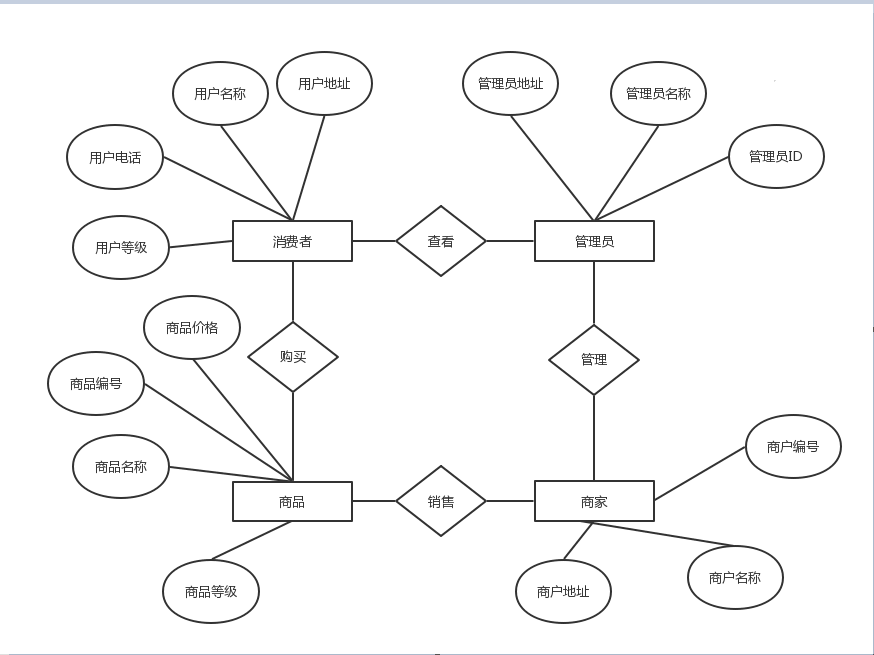 用户地址
管理员地址
用户名称
管理员名称
用户电话
管理员ID
用户等级
消费者
查看
管理员
商品价格
购买
管理
商品编号
商户编号
商品名称
商品
销售
商家
商户名称
商品等级
商户地址